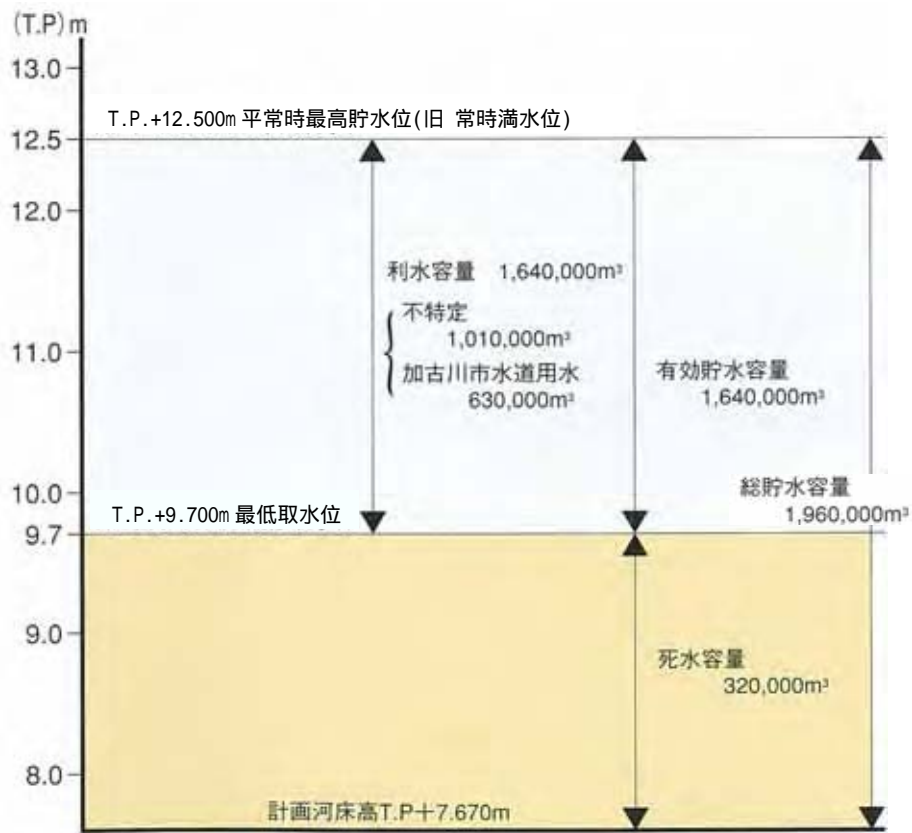 (T.P)m
13.0
T.P.+12.500m 平常時最高貯水位(旧 常時満水位)
12.5
12.0
利水容量 1,640,000m³
不特定
1,010,000m³
11.0
加古川市水道用水
630,000m³
有効貯水容量
1,640,000m³
10.0
総貯水容量
1,960,000m³
T.P.+9.700m 最低取水位
9.7
9.0
死水容量
320,000m³
8.0
計画河床高T.P+7.670m